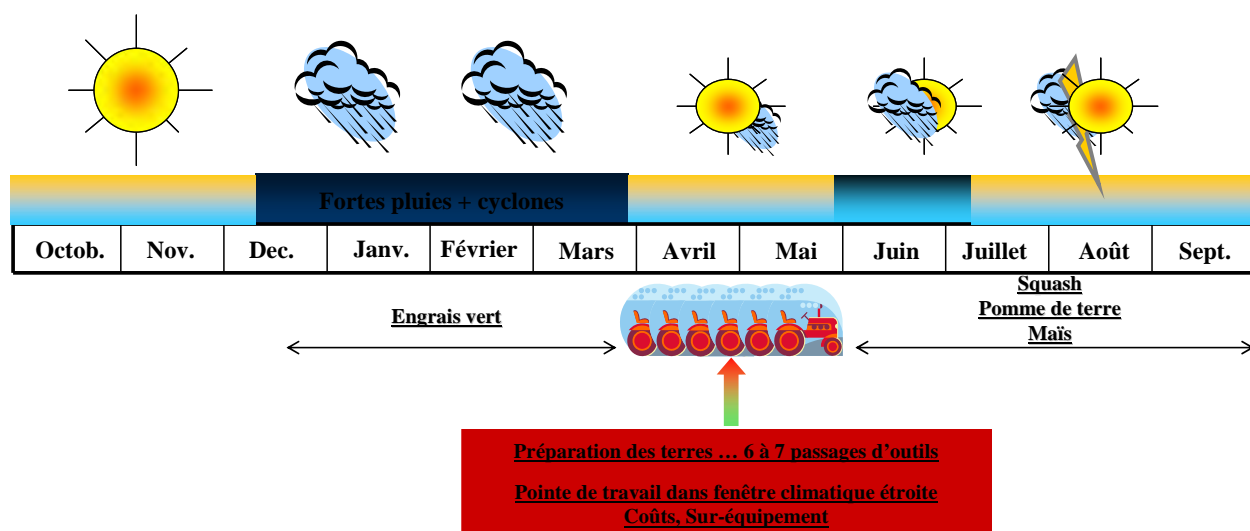 Fortes pluies + cyclones
Octob. Nov. Dec. Janv. Février Mars Avril Mai Juin Juillet Août Sept.
Engrais vert
Squash
Pomme de terre
Maïs
Préparation des terres … 6 à 7 passages d’outils
Pointe de travail dans fenêtre climatique étroite
Coûts, Sur-équipement